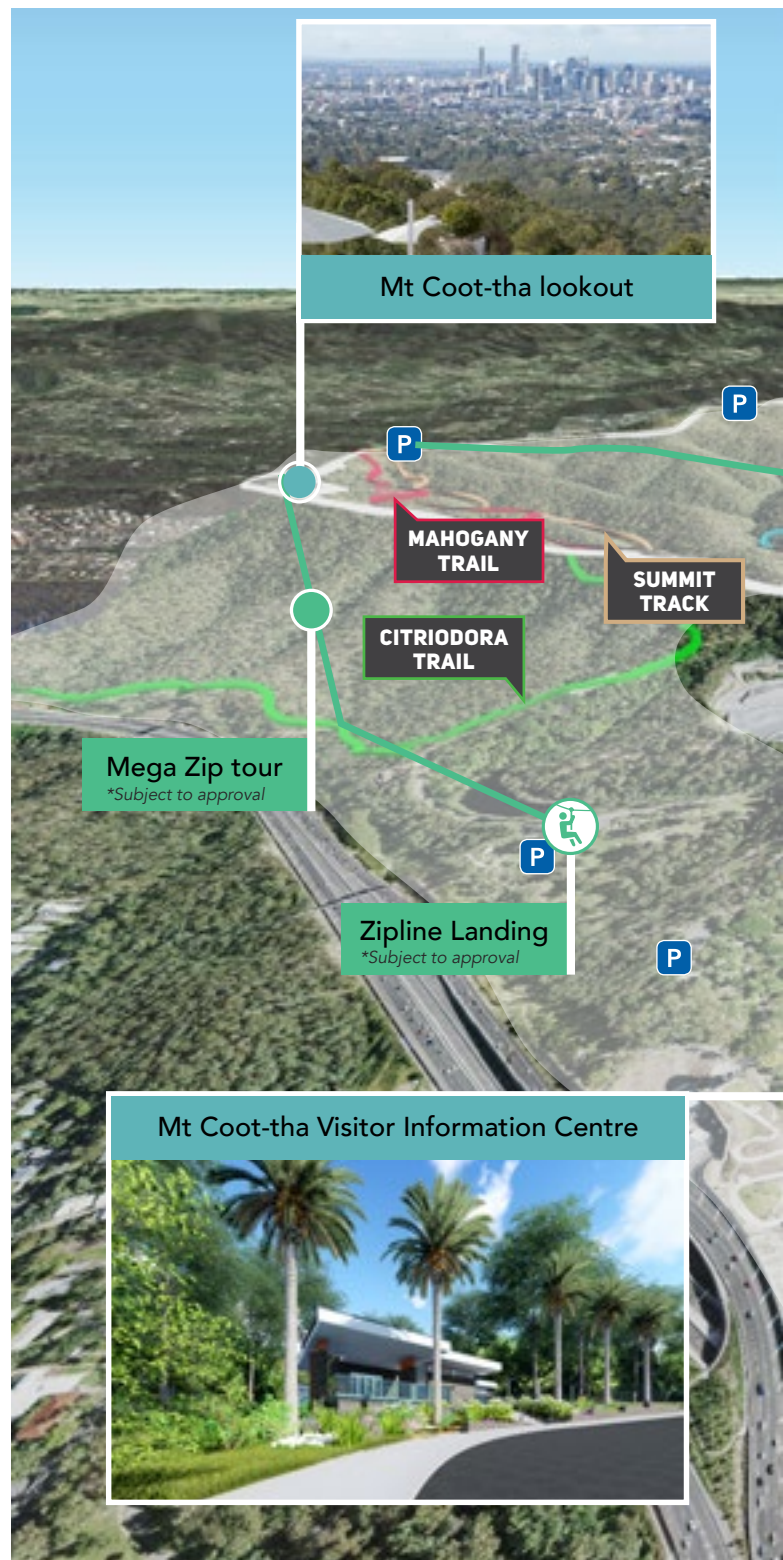 Mt Coot-tha lookout
P
P
MAHOGANY
TRAIL
SUMMIT
TRACK
CITRIODORA
TRAIL
Mega Zip tour
*Subject to approval
P
Zipline Landing
*Subject to approval
P
Mt Coot-tha Visitor Information Centre